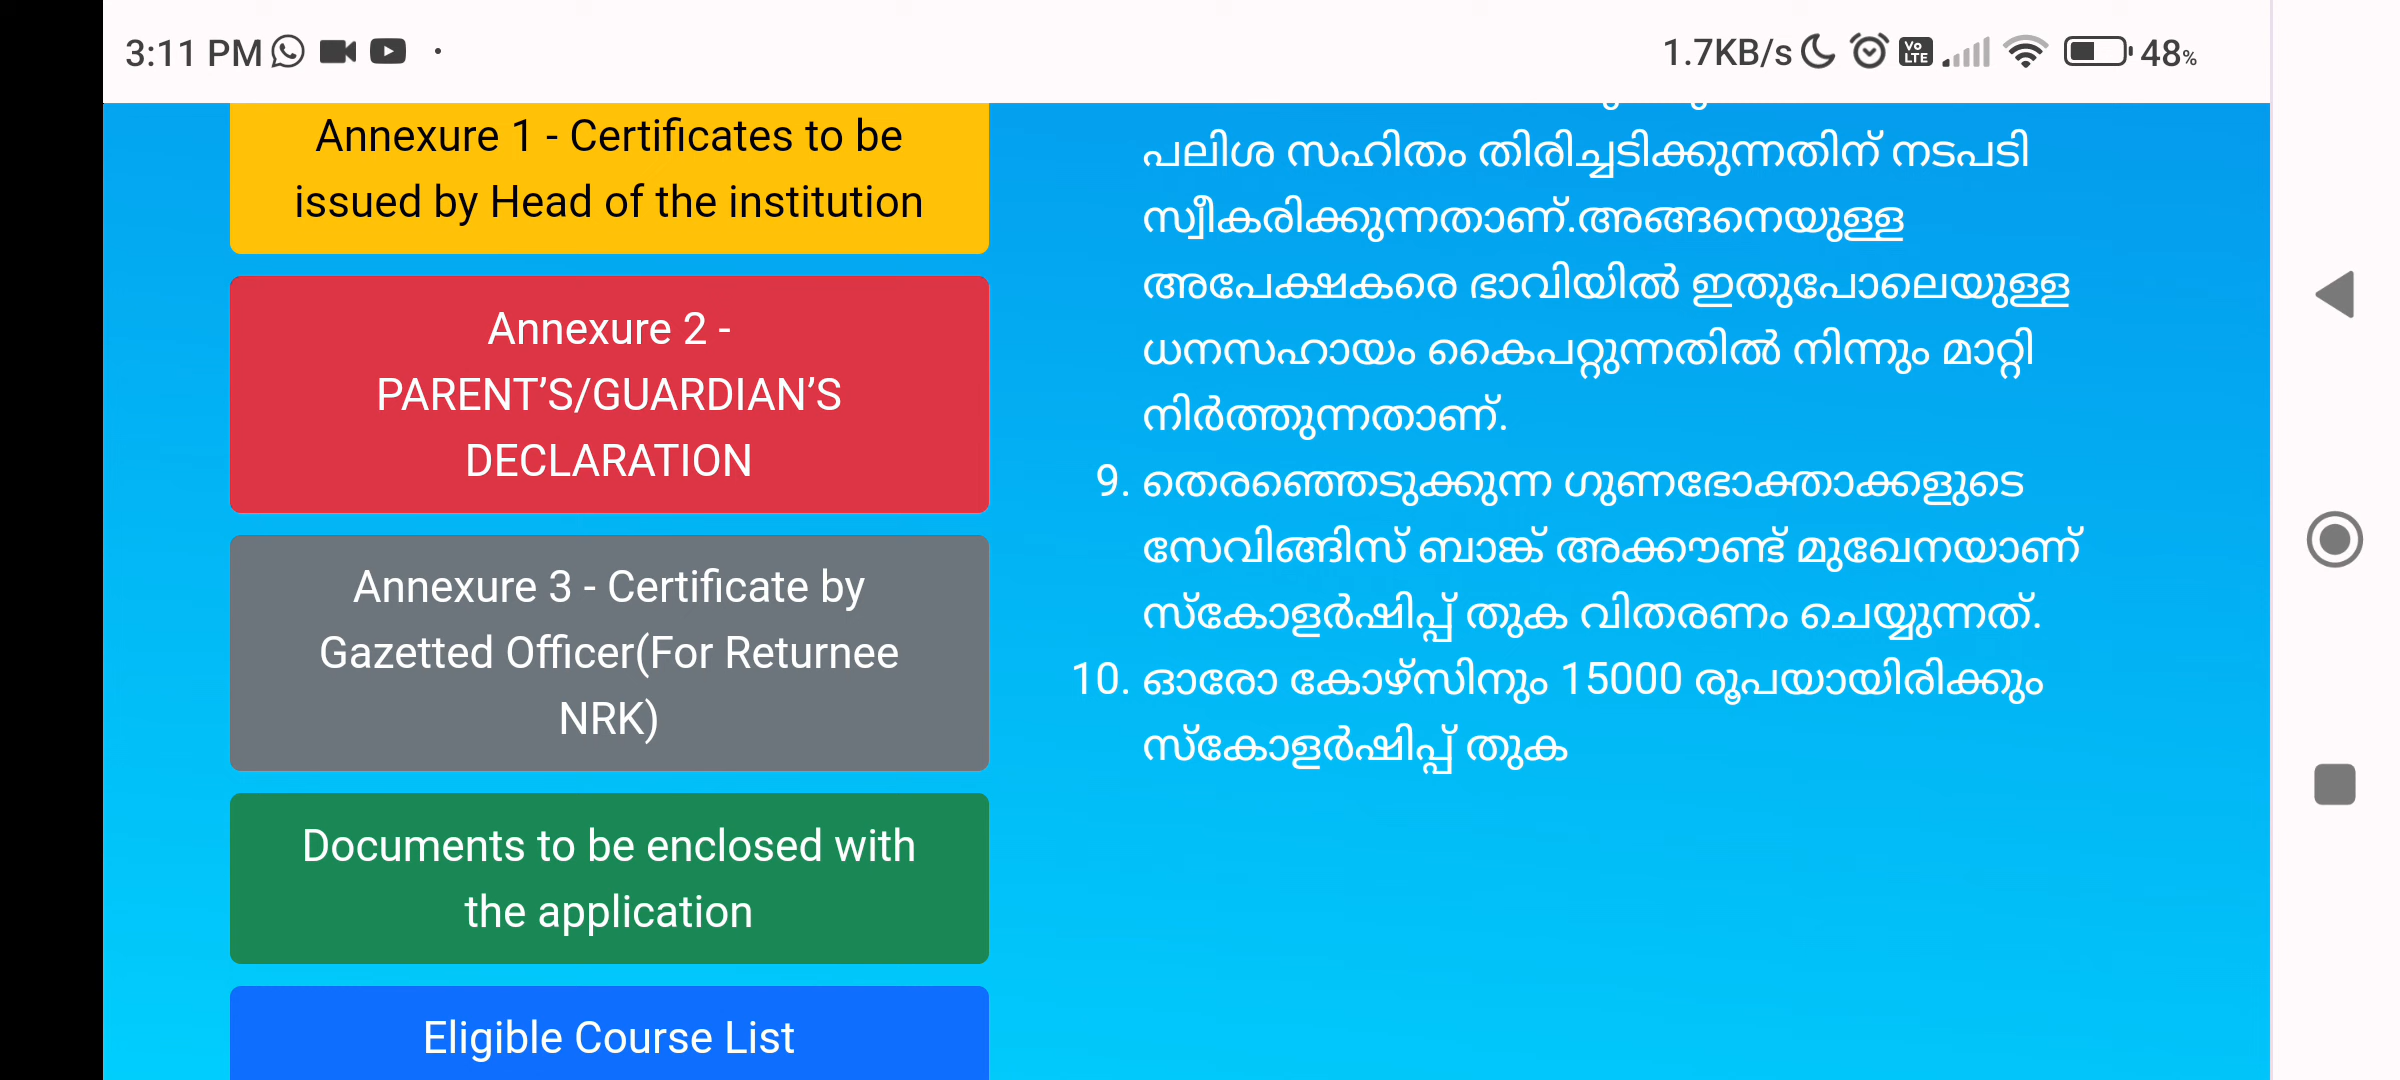 3:11 PM
1.7KB/s
Vo LTE
48%
Annexure 1 - Certificates to be
issued by Head of the institution
Annexure 2 -
PARENT’S/GUARDIAN’S
DECLARATION
Annexure 3 - Certificate by
Gazetted Officer(For Returnee
NRK)
Documents to be enclosed with
the application
Eligible Course List
പലിശ സഹിതം തിരിച്ചടിക്കുന്നതിന് നടപടി
സ്വീകരിക്കുന്നതാണ്.അങ്ങനെയുള്ള
അപേക്ഷകരെ ഭാവിയിൽ ഇതുപോലെയുള്ള
ധനസഹായം കൈപറ്റുന്നതിൽ നിന്നും മാറ്റി
നിർത്തുന്നതാണ്.
9. തെരഞ്ഞെടുക്കുന്ന ഗുണഭോക്താക്കളുടെ
സേവിങ്ങിസ് ബാങ്ക് അക്കൗണ്ട് മുഖേനയാണ്
സ്കോളർഷിപ്പ് തുക വിതരണം ചെയ്യുന്നത്.
10. ഓരോ കോഴ്സിനും 15000 രൂപയായിരിക്കും
സ്കോളർഷിപ്പ് തുക